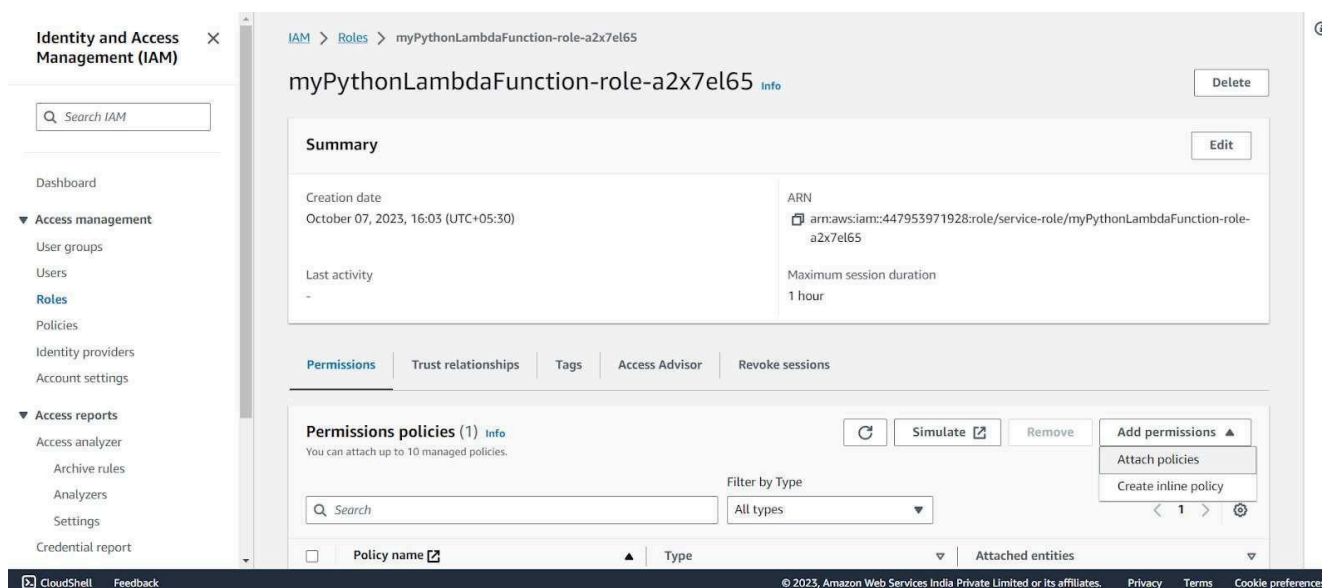 Identity and Access
Management (IAM)
Search IAM
Dashboard
Access management
User groups
Users
Roles
Policies
Identity providers
Account settings
Access reports
Access analyzer
Archive rules
Analyzers
Settings
Credential report
IAM > Roles > myPythonLambdaFunction-role-a2x7el65
myPythonLambdaFunction-role-a2x7el65 Info
Delete
Summary
Edit
Creation date
October 07, 2023, 16:03 (UTC+05:30)
ARN
arn:aws:iam::447953971928:role/service-role/myPythonLambdaFunction-role-
a2x7el65
Last activity
-
Maximum session duration
1 hour
Permissions Trust relationships Tags Access Advisor Revoke sessions
Permissions policies (1) Info
You can attach up to 10 managed policies.
Simulate Remove Add permissions
Attach policies
Create inline policy
Filter by Type
Search All types < 1 >
Policy name Type Attached entities
CloudShell Feedback © 2023, Amazon Web Services India Private Limited or its affiliates. Privacy Terms Cookie preferences